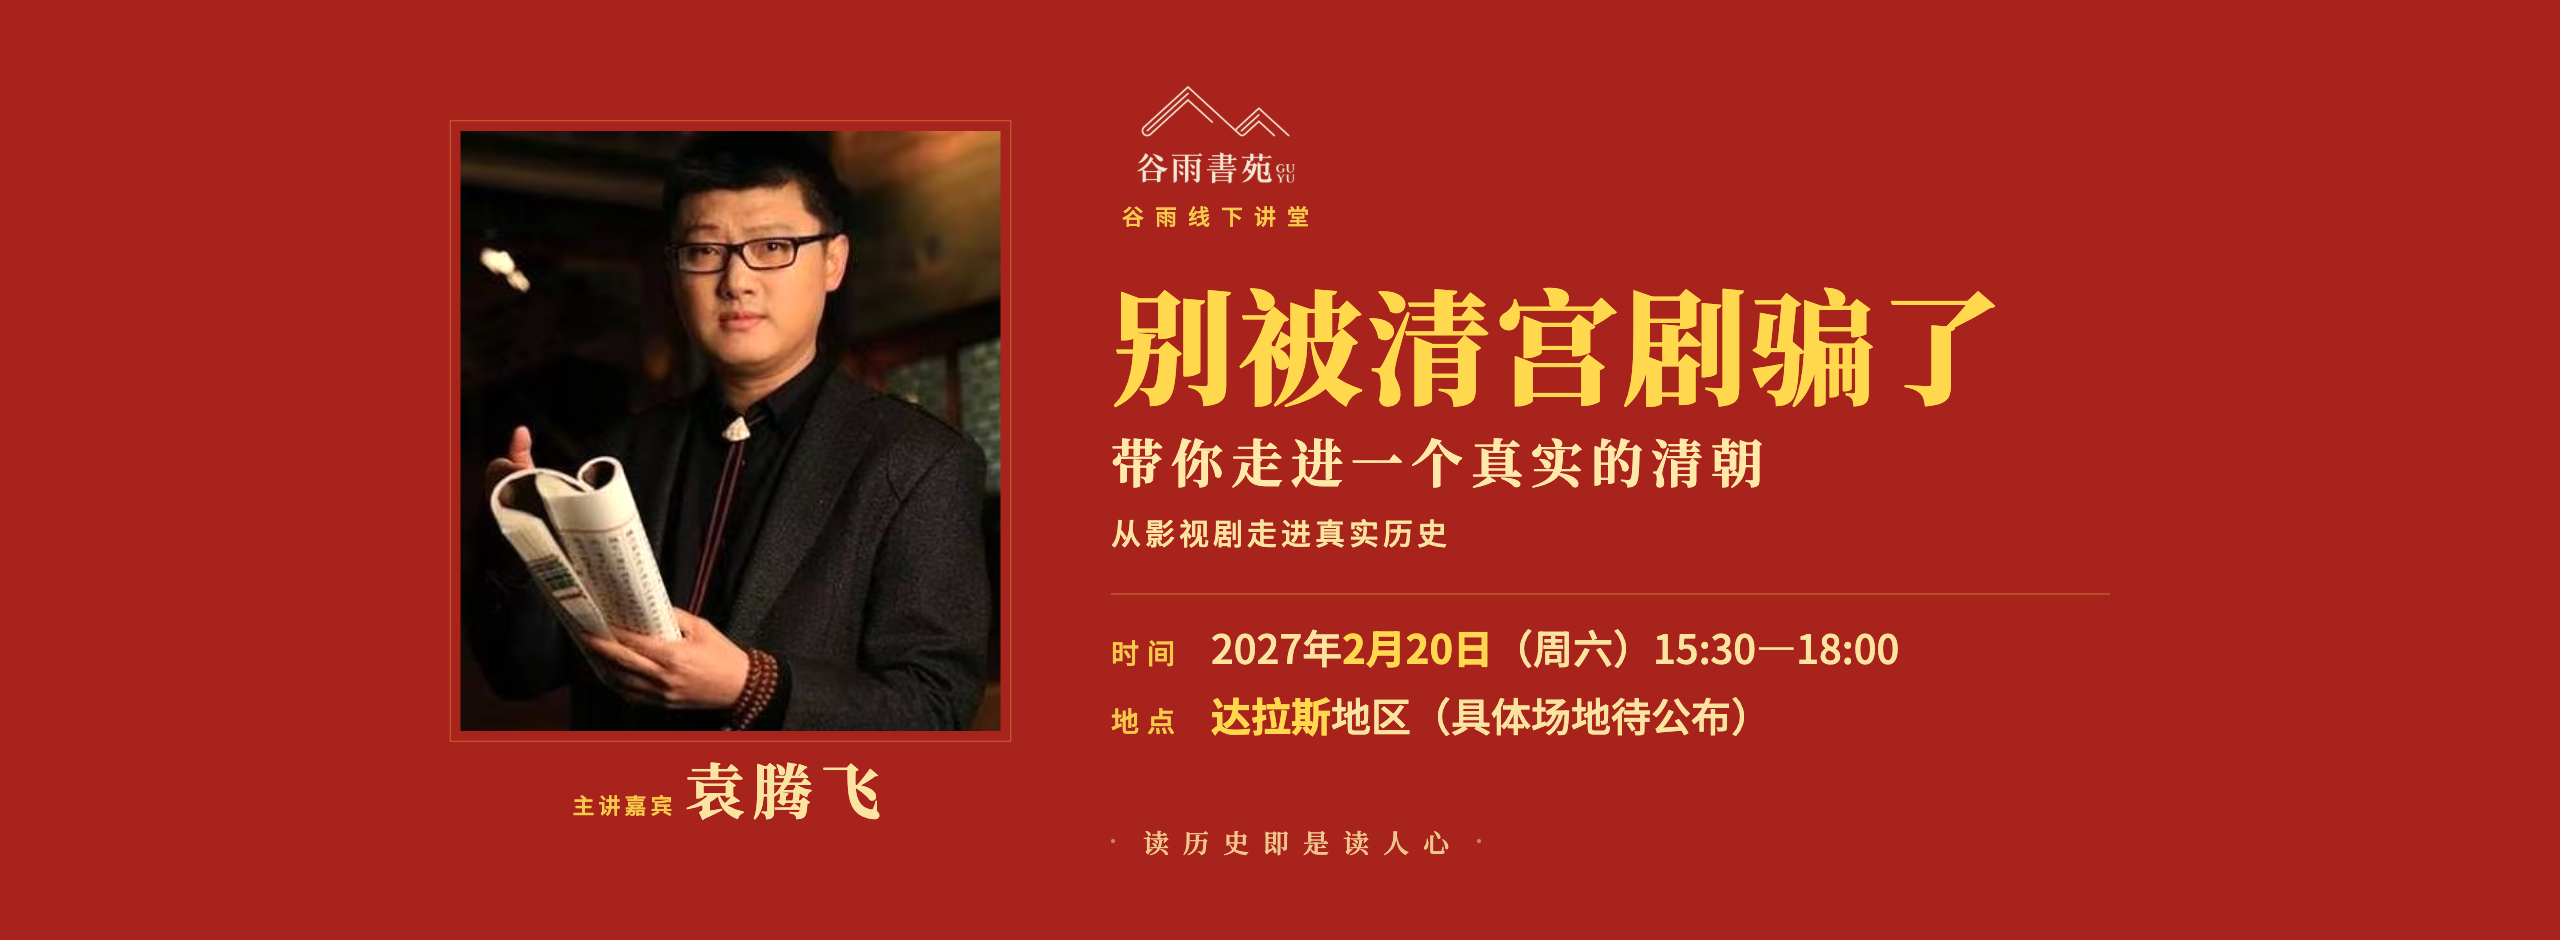 谷雨書苑 GU YU
谷雨线下讲堂
别被清宫剧骗了
带你走进一个真实的清朝
从影视剧走进真实历史
时间 2027年2月20日（周六）15:30—18:00
地点 达拉斯地区（具体场地待公布）
主讲嘉宾 袁腾飞
· 读历史即是读人心 ·